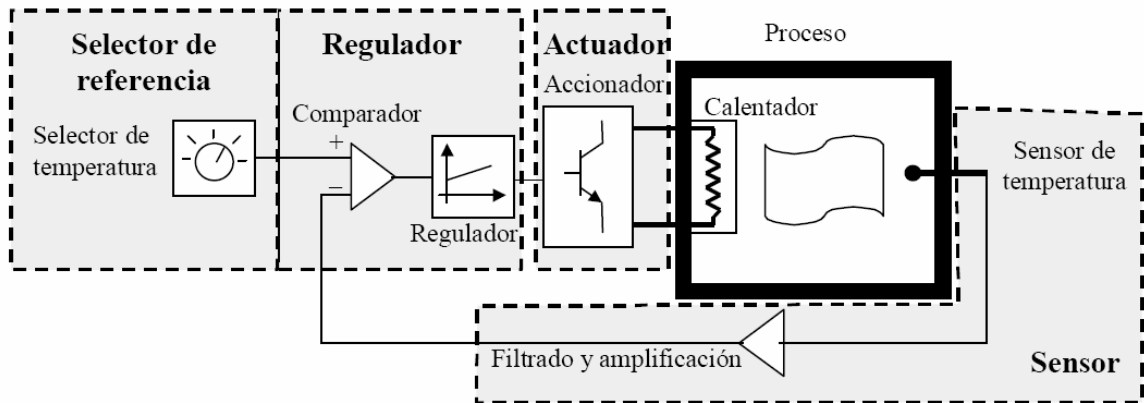 Selector de
referencia
Selector de
temperatura
Regulador
Comparador
+
−
Regulador
Actuador
Accionador
Proceso
Calentador
Sensor de
temperatura
Filtrado y amplificación
Sensor